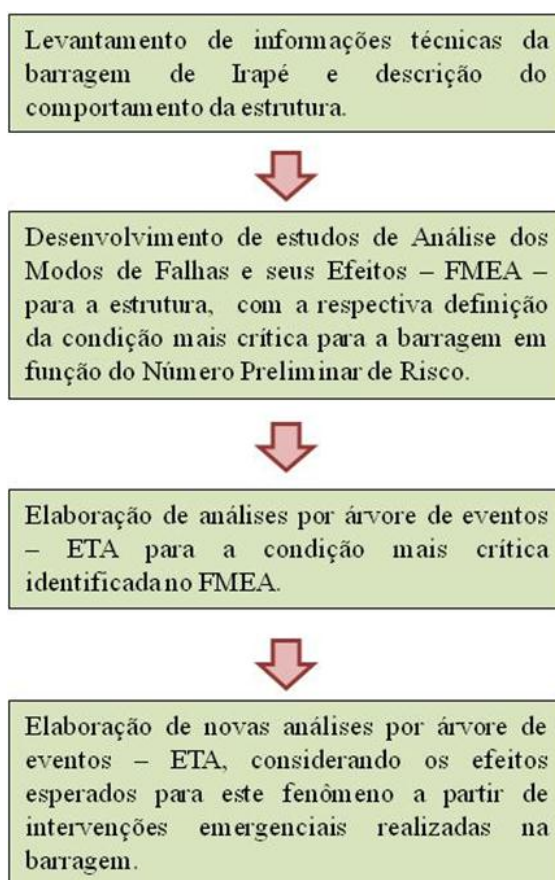 Levantamento de informações técnicas da
barragem de Irapé e descrição do
comportamento da estrutura.
Desenvolvimento de estudos de Análise dos
Modos de Falhas e seus Efeitos – FMEA –
para a estrutura, com a respectiva definição
da condição mais crítica para a barragem em
função do Número Preliminar de Risco.
Elaboração de análises por árvore de eventos
– ETA para a condição mais crítica
identificada no FMEA.
Elaboração de novas análises por árvore de
eventos – ETA, considerando os efeitos
esperados para este fenômeno a partir de
intervenções emergenciais realizadas na
barragem.